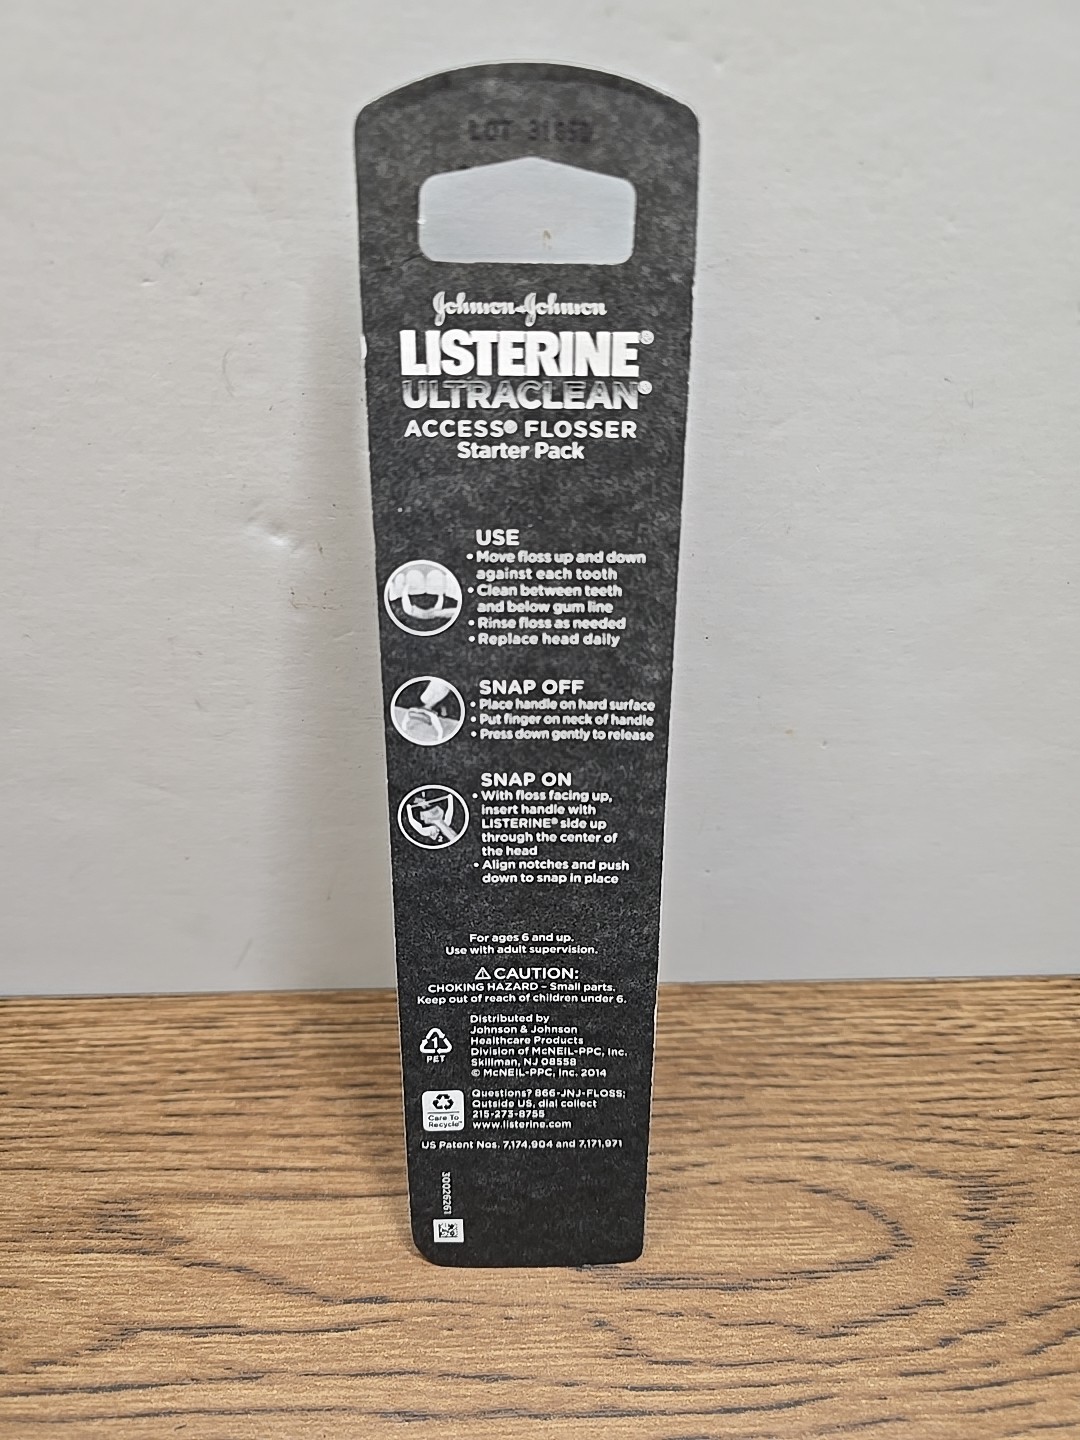 LOT
Johnson & Johnson
LISTERINE®
ULTRACLEAN®
ACCESS® FLOSSER
Starter Pack
USE
• Move floss up and down
against each tooth
• Clean between teeth
and below gum line
• Rinse floss as needed
• Replace head daily
SNAP OFF
• Place handle on hard surface
• Put finger on neck of handle
• Press down gently to release
SNAP ON
• With floss facing up,
insert handle with
LISTERINE® side up
through the center of
the head
• Align notches and push
down to snap in place
For ages 6 and up.
Use with adult supervision.
⚠ CAUTION:
CHOKING HAZARD – Small parts.
Keep out of reach of children under 6.
Distributed by
Johnson & Johnson
Healthcare Products
Division of McNEIL-PPC, Inc.
Skillman, NJ 08558
© McNEIL-PPC, Inc. 2014
1
PET
Questions? 866-JNJ-FLOSS;
Outside US, dial collect
215-273-8755
www.listerine.com
Care To
Recycle™
US Patent Nos. 7,174,904 and 7,171,971
30026261